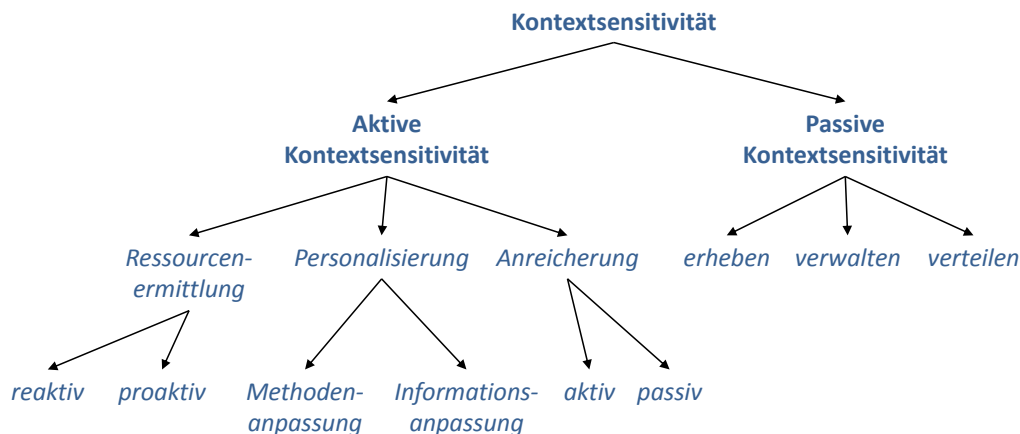 Kontextsensitivität
Aktive
Kontextsensitivität
Passive
Kontextsensitivität
Ressourcen-
ermittlung
Personalisierung
Anreicherung
erheben
verwalten
verteilen
reaktiv
proaktiv
Methoden-
anpassung
Informations-
anpassung
aktiv
passiv